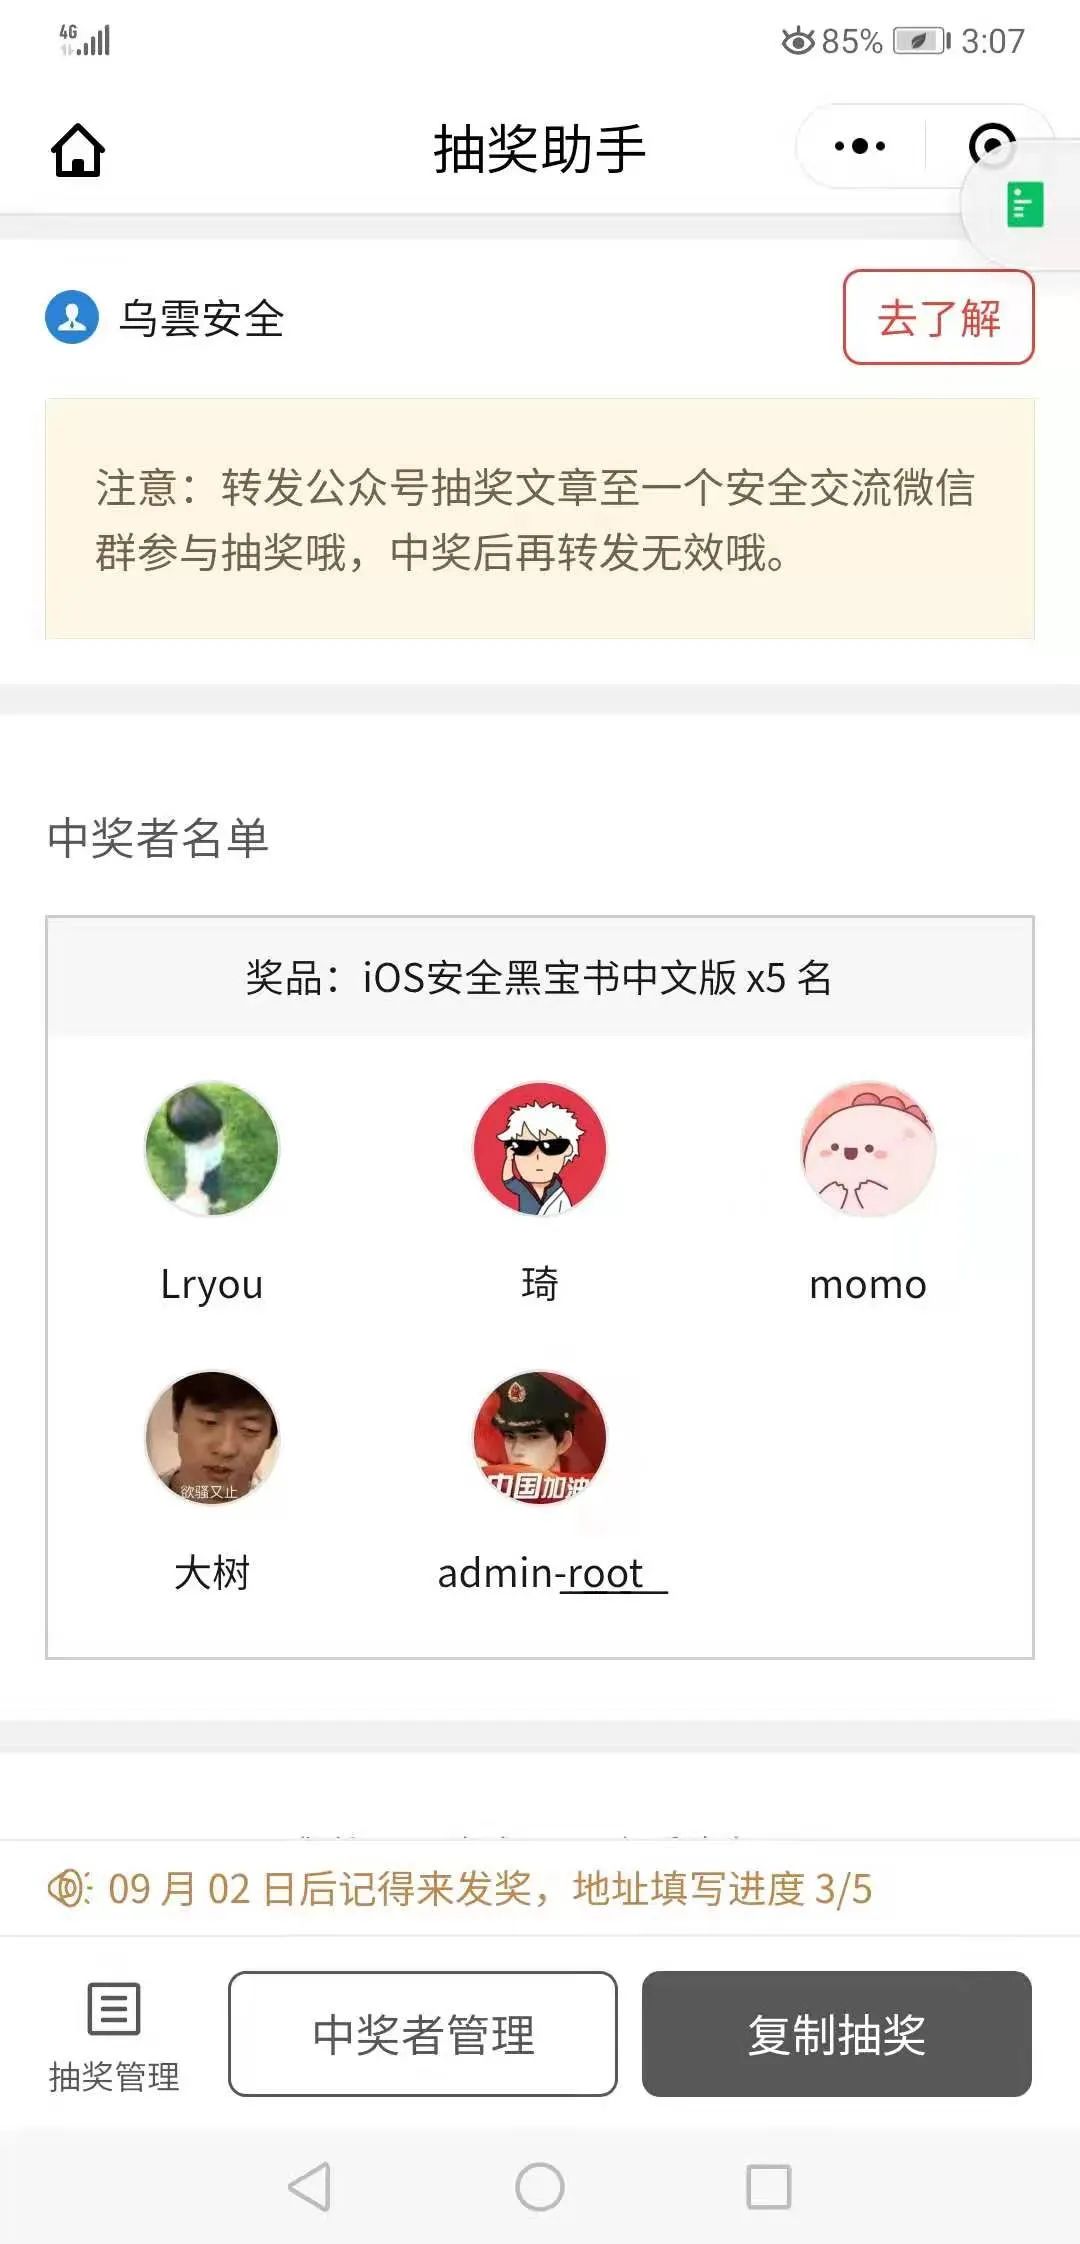 4G
85%
3:07
抽奖助手
乌雲安全
去了解
注意：转发公众号抽奖文章至一个安全交流微信
群参与抽奖哦，中奖后再转发无效哦。
中奖者名单
奖品：iOS安全黑宝书中文版 x5 名
Lryou
琦
momo
欲骚又止
中国加油
大树
admin-root__
09 月 02 日后记得来发奖，地址填写进度 3/5
抽奖管理
中奖者管理
复制抽奖